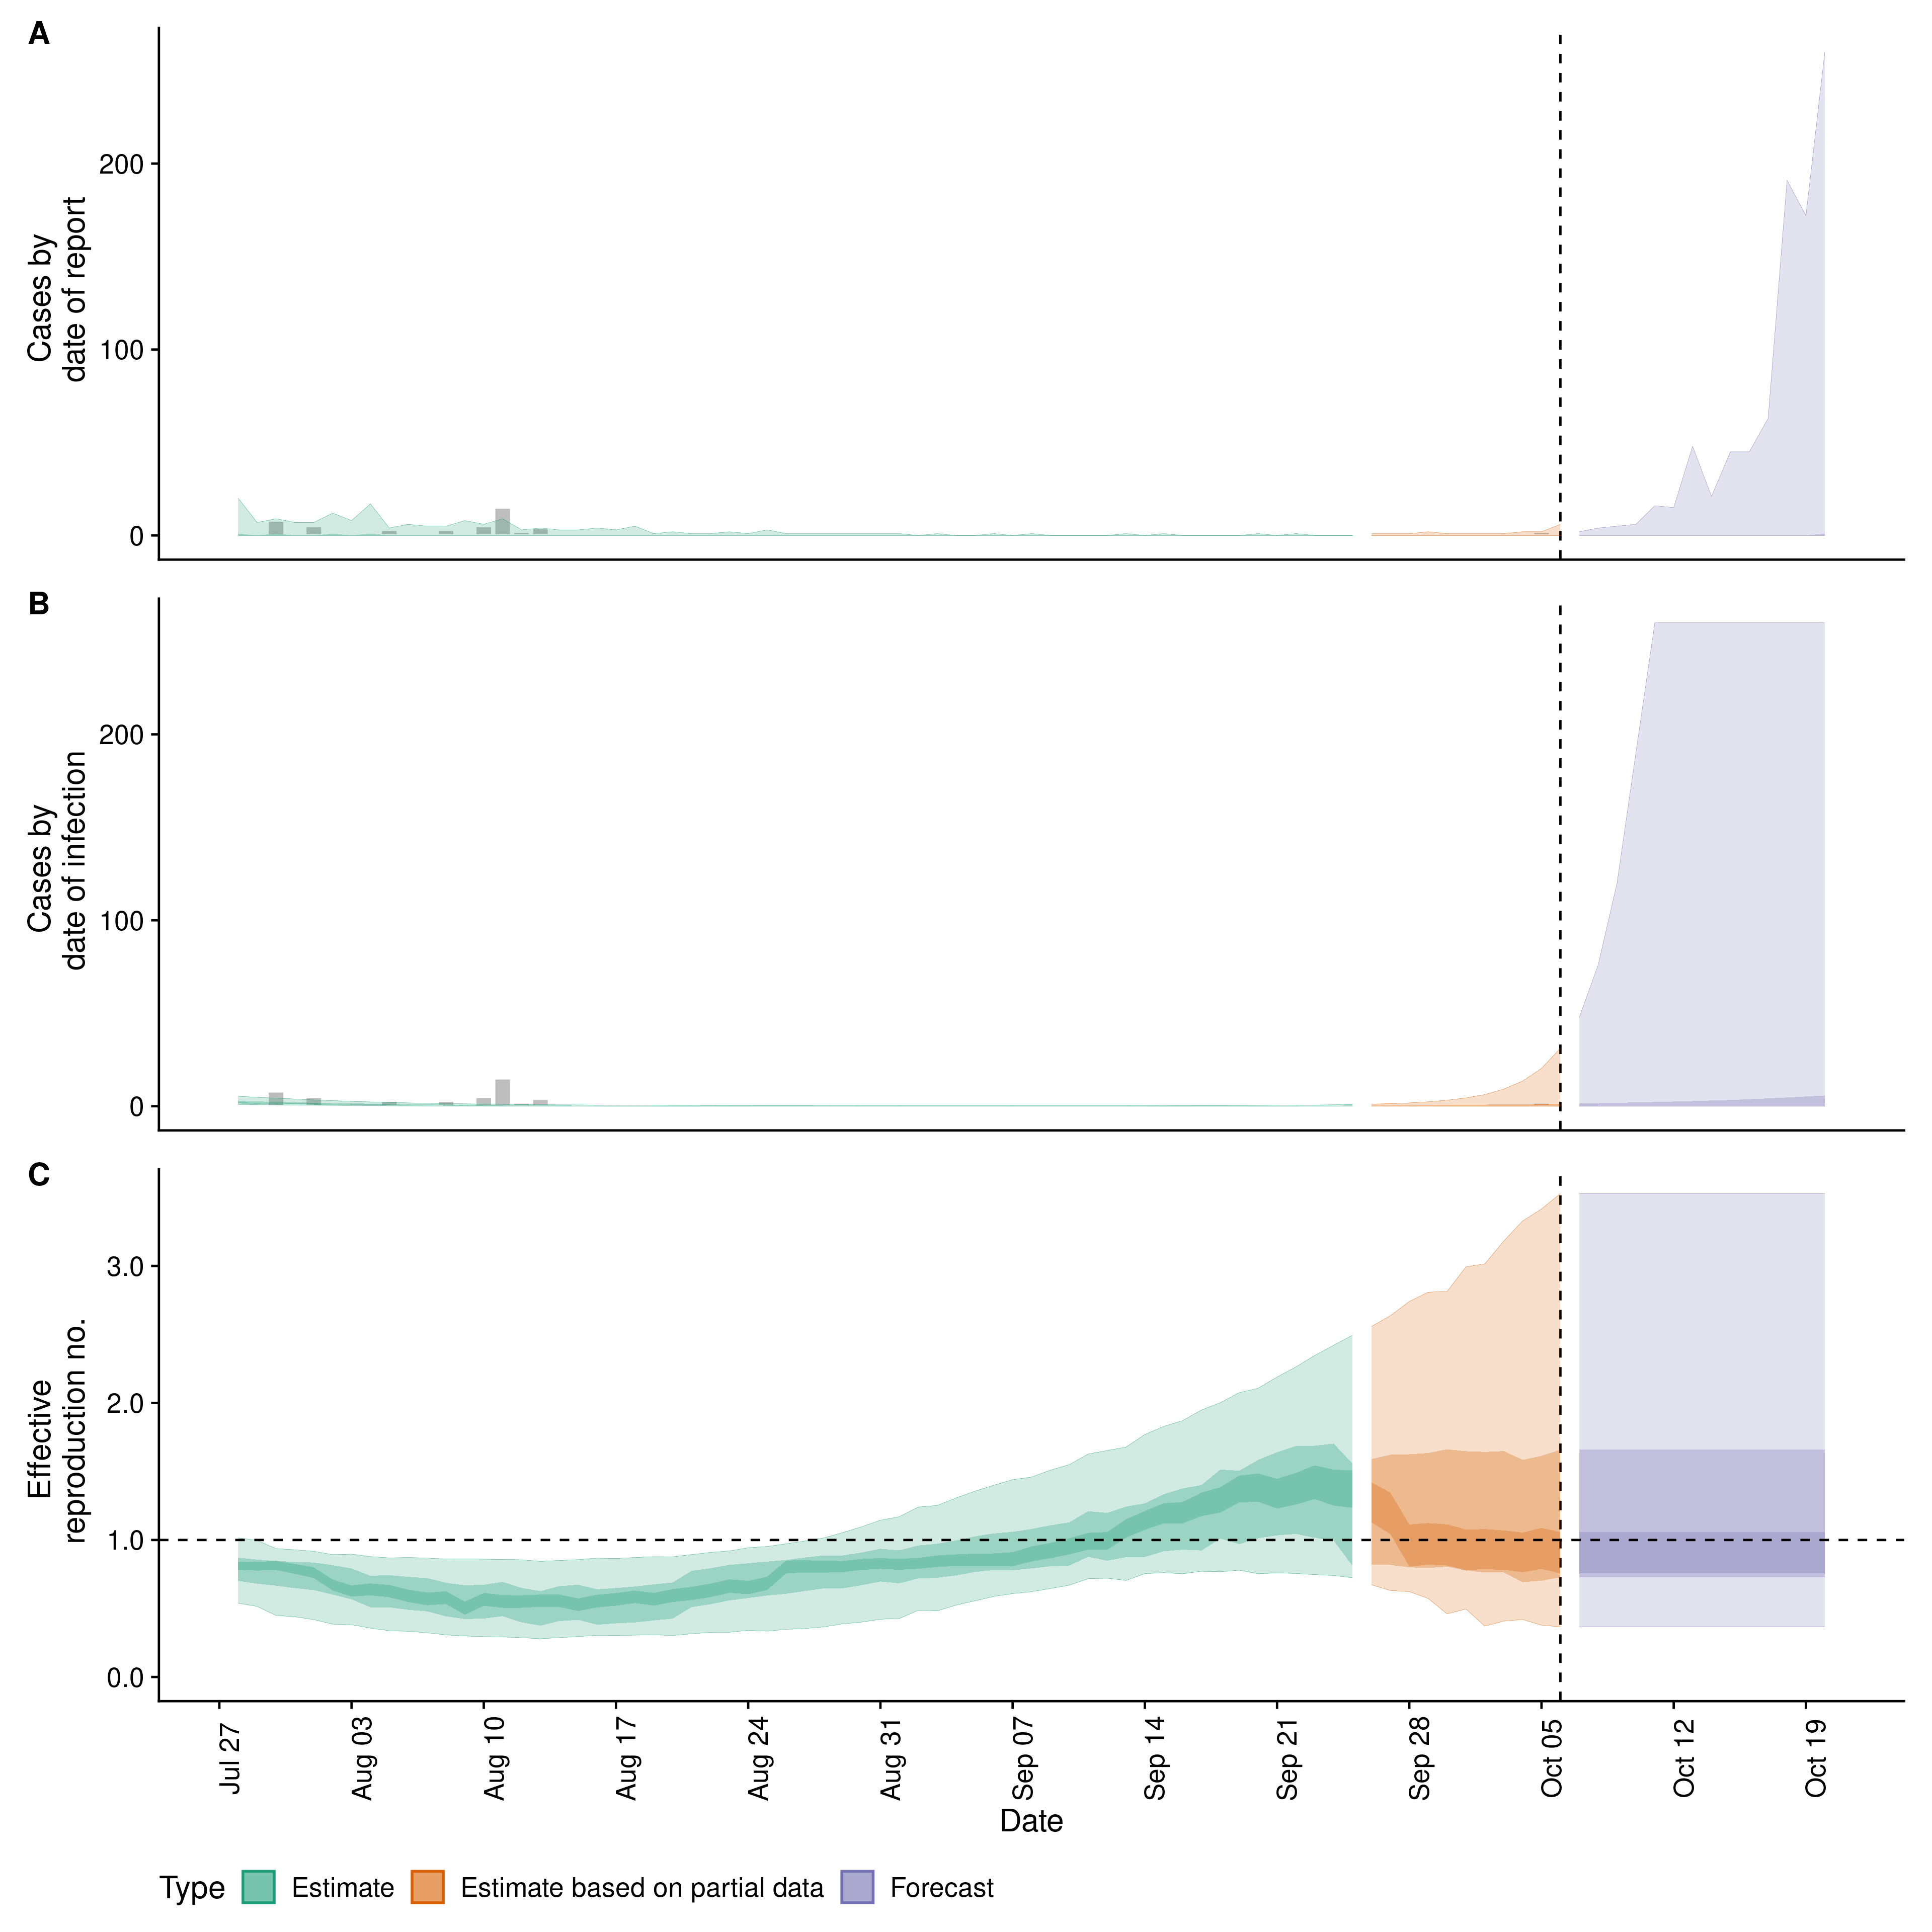 A
Cases by
date of report
200
100
0
B
Cases by
date of infection
200
100
0
C
Effective
reproduction no.
3.0
2.0
1.0
0.0
Jul 27
Aug 03
Aug 10
Aug 17
Aug 24
Aug 31
Sep 07
Sep 14
Sep 21
Sep 28
Oct 05
Oct 12
Oct 19
Date
Type Estimate Estimate based on partial data Forecast